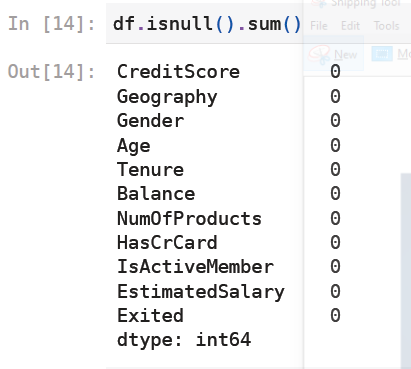 In [14]: df.isnull().sum()
Snipping Tool
File Edit Tools
New
Out[14]: CreditScore 0
Geography 0
Gender 0
Age 0
Tenure 0
Balance 0
NumOfProducts 0
HasCrCard 0
IsActiveMember 0
EstimatedSalary 0
Exited 0
dtype: int64